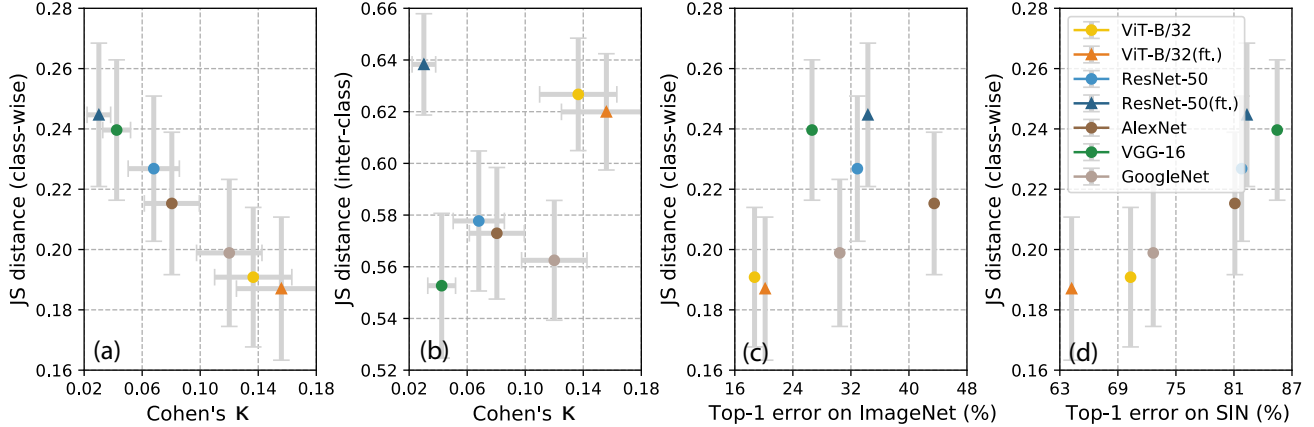 0.28
0.26
0.24
0.22
0.20
0.18
0.16
JS distance (class-wise)
(a)
0.02 0.06 0.10 0.14 0.18
Cohen's κ
0.66
0.64
0.62
0.60
0.58
0.56
0.54
0.52
JS distance (inter-class)
(b)
0.02 0.06 0.10 0.14 0.18
Cohen's κ
0.28
0.26
0.24
0.22
0.20
0.18
0.16
JS distance (class-wise)
(c)
16 24 32 40 48
Top-1 error on ImageNet (%)
0.28
0.26
0.24
0.22
0.20
0.18
0.16
JS distance (class-wise)
ViT-B/32
ViT-B/32(ft.)
ResNet-50
ResNet-50(ft.)
AlexNet
VGG-16
GoogleNet
(d)
63 69 75 81 87
Top-1 error on SIN (%)